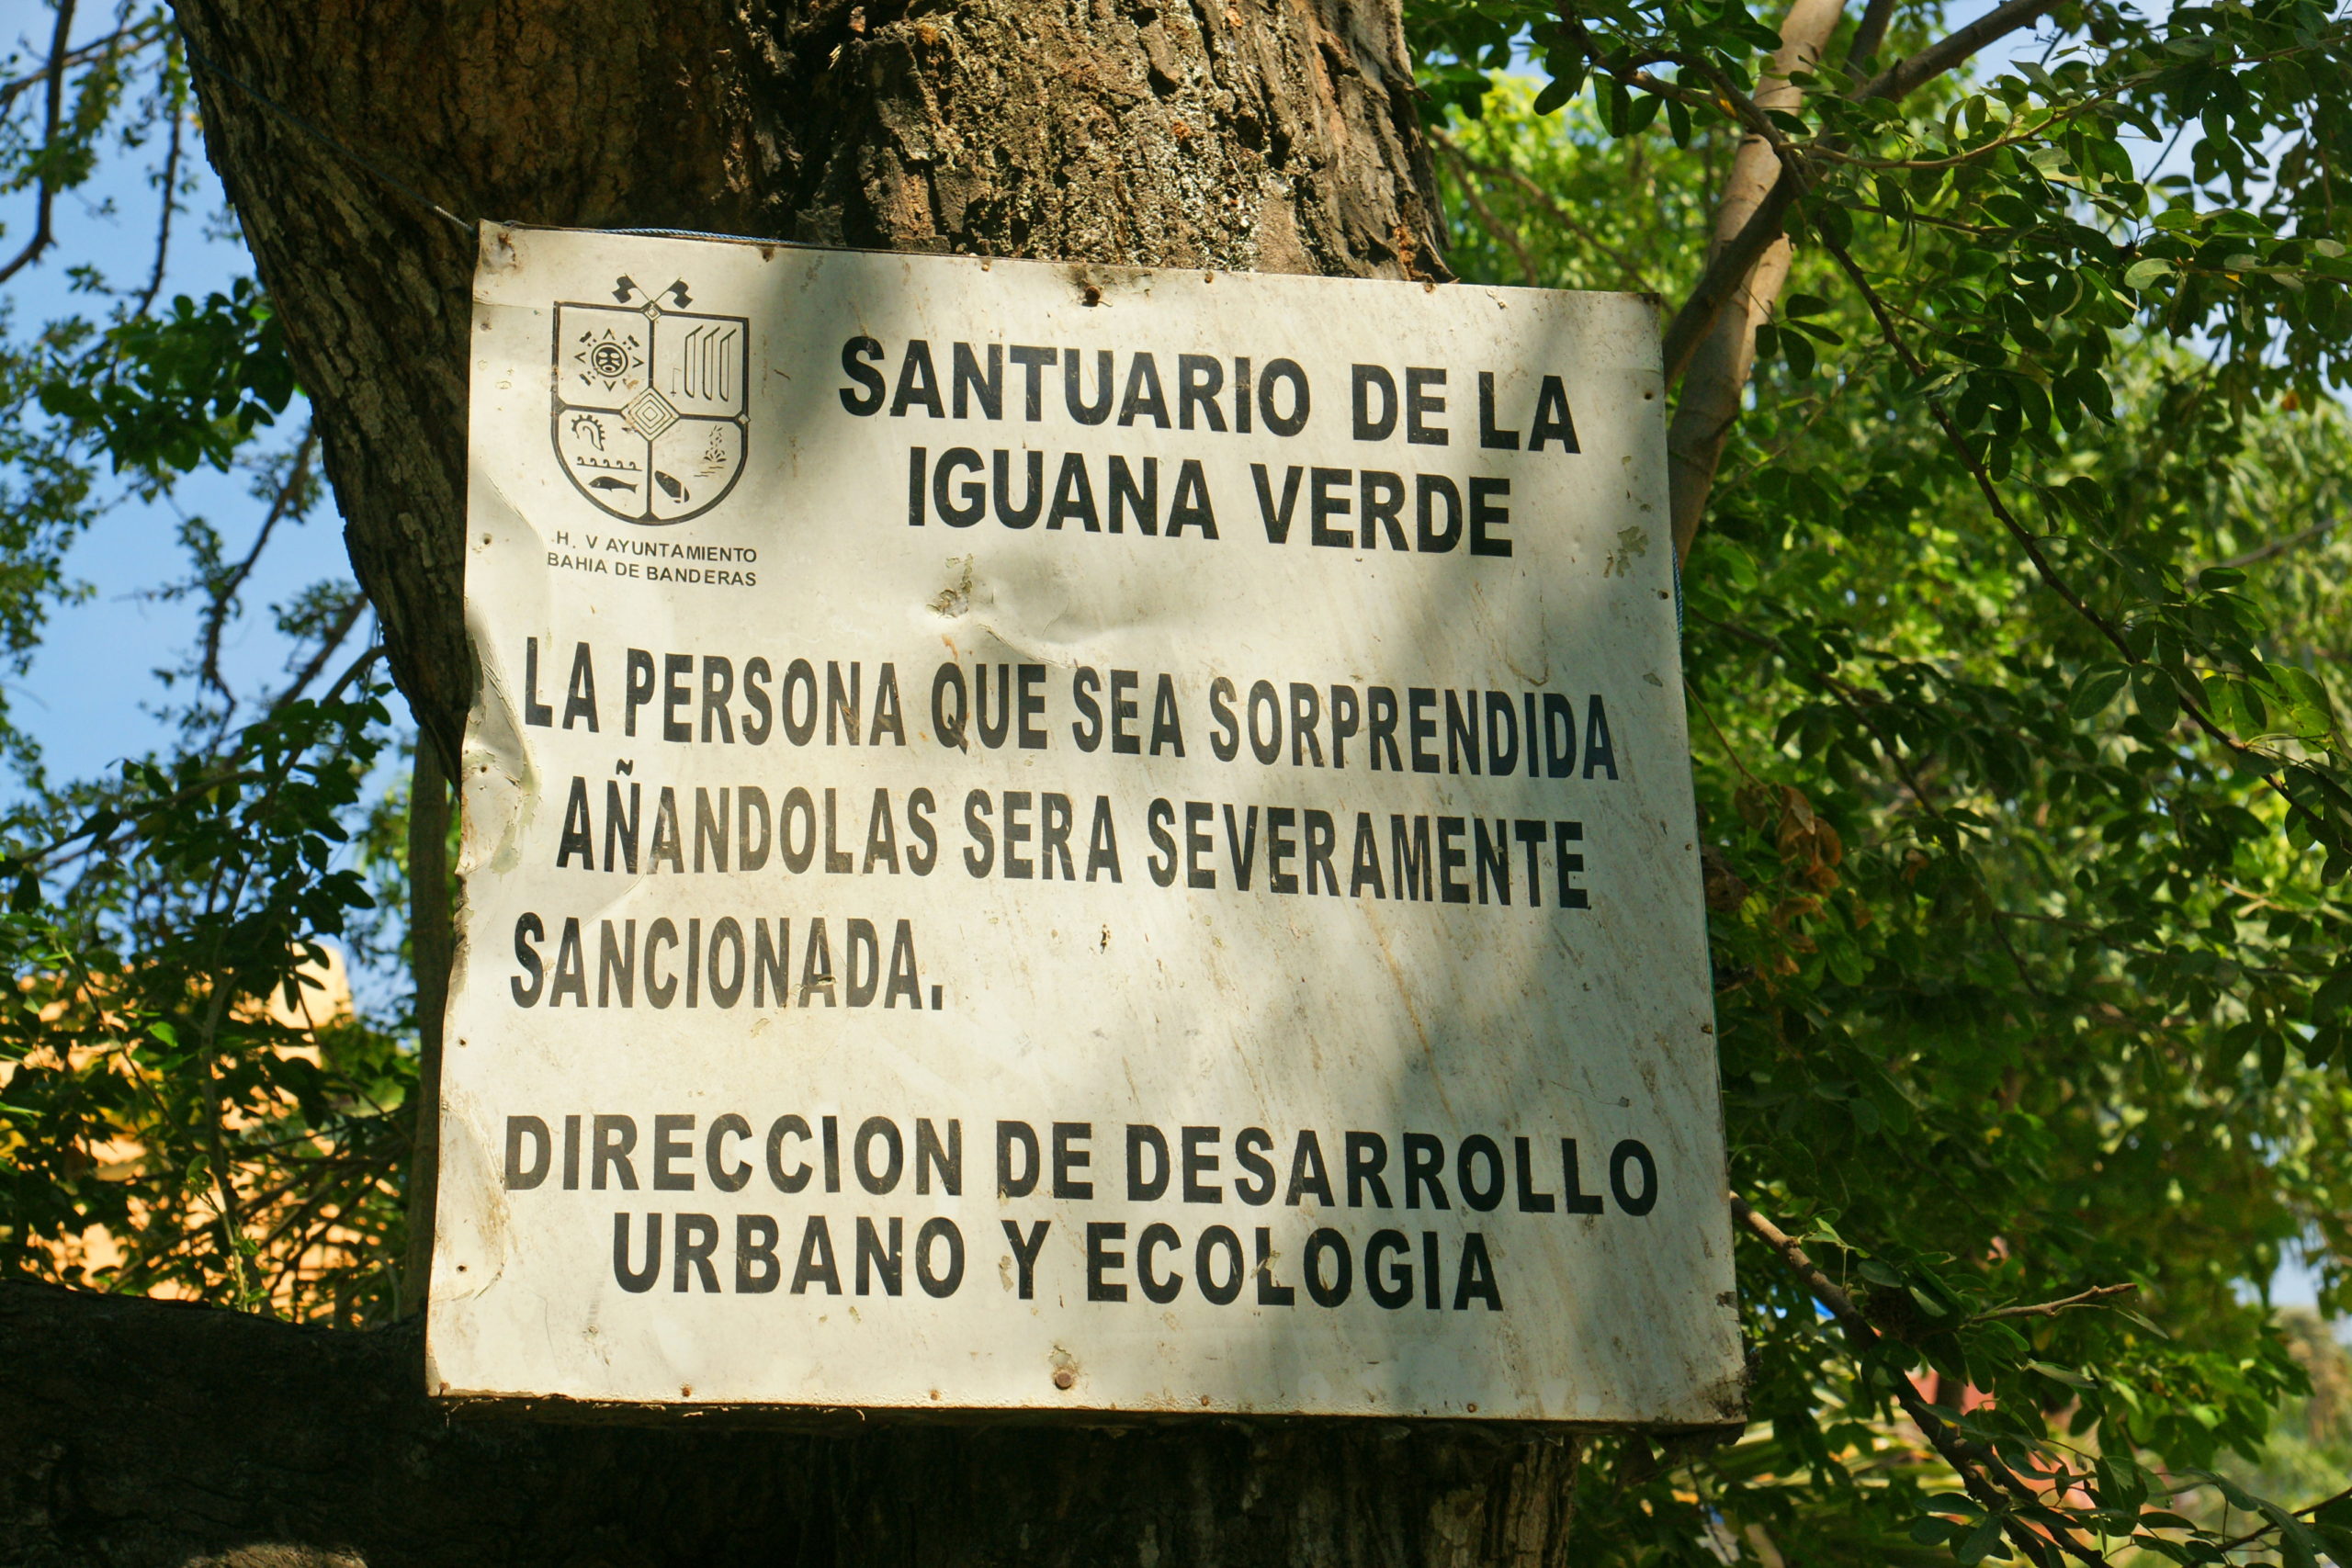 SANTUARIO DE LA
IGUANA VERDE
H. V AYUNTAMIENTO
BAHIA DE BANDERAS
LA PERSONA QUE SEA SORPRENDIDA
AÑANDOLAS SERA SEVERAMENTE
SANCIONADA.
DIRECCION DE DESARROLLO
URBANO Y ECOLOGIA